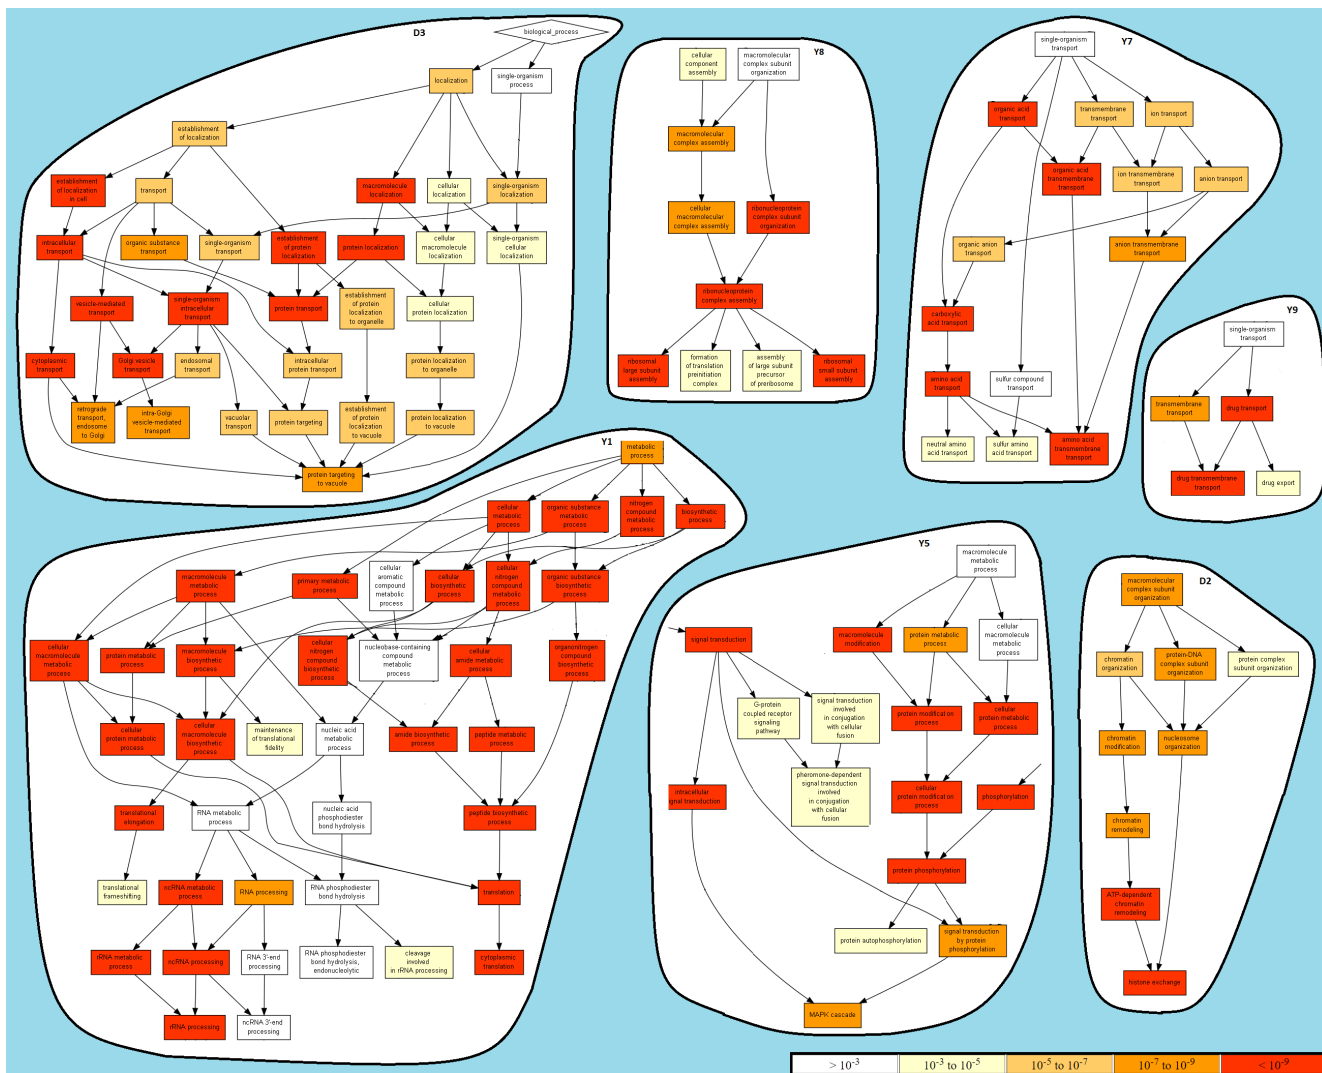 D3
biological_process
localization
single-organism
process
establishment
of localization
establishment
of localization
in cell
transport
macromolecule
localization
cellular
localization
single-organism
localization
intracellular
transport
organic substance
transport
single-organism
transport
establishment
of protein
localization
protein localization
cellular
macromolecule
localization
single-organism
cellular
localization
vesicle-mediated
transport
single-organism
intracellular
transport
protein transport
establishment
of protein
localization
to organelle
cellular
protein localization
cytoplasmic
transport
Golgi vesicle
transport
endosomal
transport
intracellular
protein transport
protein localization
to organelle
retrograde
transport,
endosome
to Golgi
intra-Golgi
vesicle-mediated
transport
vacuolar
transport
protein targeting
establishment
of protein
localization
to vacuole
protein localization
to vacuole
protein targeting
to vacuole
Y8
cellular
component
assembly
macromolecular
complex subunit
organization
macromolecular
complex assembly
cellular
macromolecular
complex assembly
ribonucleoprotein
complex subunit
organization
ribonucleoprotein
complex assembly
ribosomal
large subunit
assembly
formation
of translation
preinitiation
complex
assembly
of large subunit
precursor
of preribosome
ribosomal
small subunit
assembly
Y7
single-organism
transport
organic acid
transport
transmembrane
transport
ion transport
organic acid
transmembrane
transport
ion transmembrane
transport
anion transport
organic anion
transport
anion transmembrane
transport
carboxylic
acid transport
amino acid
transport
sulfur compound
transport
neutral amino
acid transport
sulfur amino
acid transport
amino acid
transmembrane
transport
Y9
single-organism
transport
transmembrane
transport
drug transport
drug transmembrane
transport
drug export
Y1
metabolic
process
cellular
metabolic
process
organic substance
metabolic
process
nitrogen
compound
metabolic
process
biosynthetic
process
macromolecule
metabolic
process
primary metabolic
process
cellular
aromatic
compound
metabolic
process
cellular
biosynthetic
process
cellular
nitrogen
compound
metabolic
process
organic substance
biosynthetic
process
cellular
macromolecule
metabolic
process
protein metabolic
process
macromolecule
biosynthetic
process
cellular
nitrogen
compound
biosynthetic
process
nucleobase-containing
compound
metabolic
process
cellular
amide metabolic
process
organonitrogen
compound
biosynthetic
process
cellular
protein metabolic
process
cellular
macromolecule
biosynthetic
process
maintenance
of translational
fidelity
nucleic acid
metabolic
process
amide biosynthetic
process
peptide metabolic
process
translational
elongation
RNA metabolic
process
nucleic acid
phosphodiester
bond hydrolysis
peptide biosynthetic
process
translational
frameshifting
ncRNA metabolic
process
RNA processing
RNA phosphodiester
bond hydrolysis
translation
rRNA metabolic
process
ncRNA processing
RNA 3'-end
processing
RNA phosphodiester
bond hydrolysis,
endonucleolytic
cleavage
involved
in rRNA processing
cytoplasmic
translation
rRNA processing
ncRNA 3'-end
processing
Y5
macromolecule
metabolic
process
signal transduction
macromolecule
modification
protein metabolic
process
cellular
macromolecule
metabolic
process
G-protein
coupled receptor
signaling
pathway
signal transduction
involved
in conjugation
with cellular
fusion
protein modification
process
cellular
protein metabolic
process
intracellular
ignal transduction
pheromone-dependent
signal transduction
involved
in conjugation
with cellular
fusion
cellular
protein modification
process
phosphorylation
protein phosphorylation
protein autophosphorylation
signal transduction
by protein
phosphorylation
MAPK cascade
D2
macromolecular
complex subunit
organization
chromatin
organization
protein-DNA
complex subunit
organization
protein complex
subunit organization
chromatin
modification
nucleosome
organization
chromatin
remodeling
ATP-dependent
chromatin
remodeling
histone exchange
> 10⁻³
10⁻³ to 10⁻⁵
10⁻⁵ to 10⁻⁷
10⁻⁷ to 10⁻⁹
< 10⁻⁹